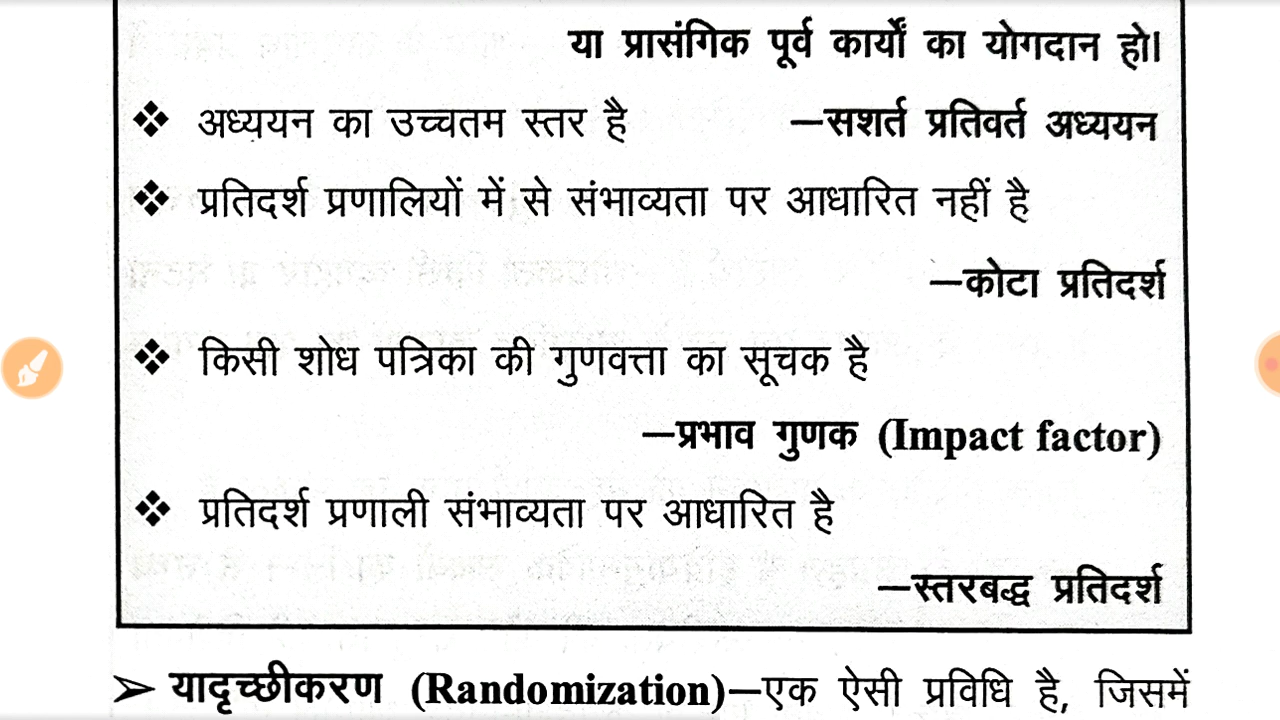 या प्रासंगिक पूर्व कार्यों का योगदान हो।
❖ अध्ययन का उच्चतम स्तर है —सशर्त प्रतिवर्त अध्ययन
❖ प्रतिदर्श प्रणालियों में से संभाव्यता पर आधारित नहीं है
—कोटा प्रतिदर्श
❖ किसी शोध पत्रिका की गुणवत्ता का सूचक है
—प्रभाव गुणक (Impact factor)
❖ प्रतिदर्श प्रणाली संभाव्यता पर आधारित है
—स्तरबद्ध प्रतिदर्श
➢ यादृच्छीकरण (Randomization)—एक ऐसी प्रविधि है, जिसमें